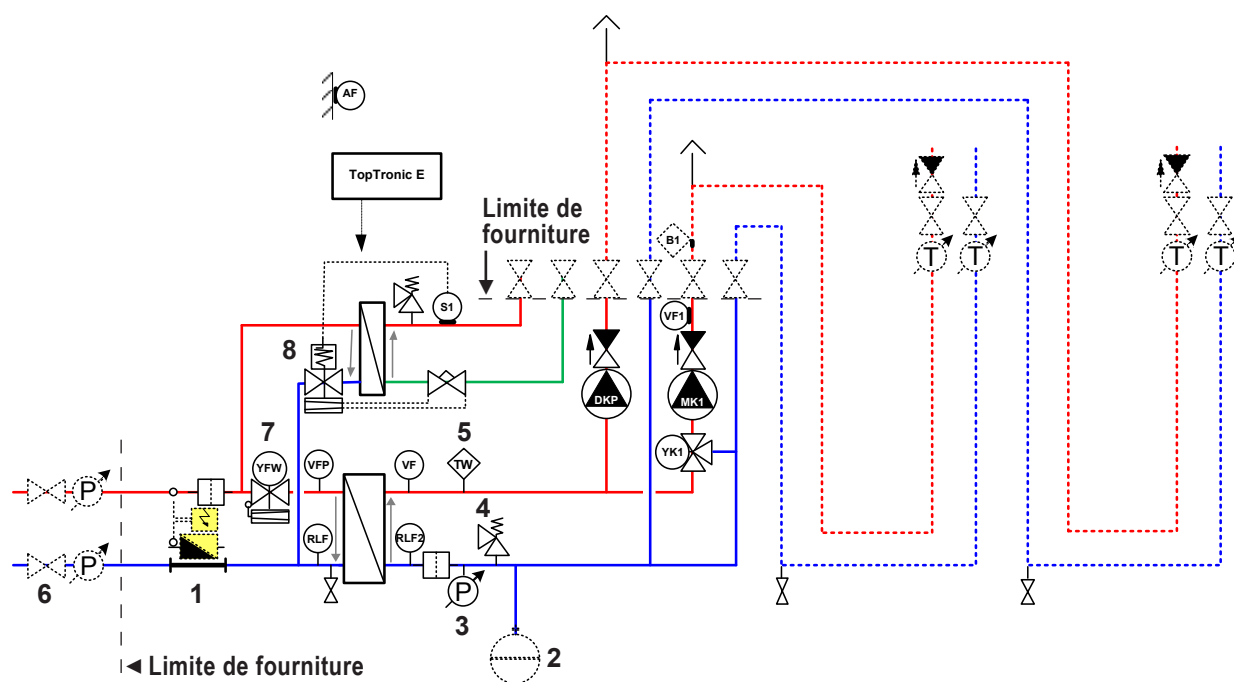 AF
TopTronic E
Limite de
fourniture
B1
T
T
T
T
S1
VF1
8
DKP
MK1
7
5
YK1
YFW
VFP
VF
TW
P
4
RLF
RLF2
P
P
6
1
3
2
Limite de fourniture